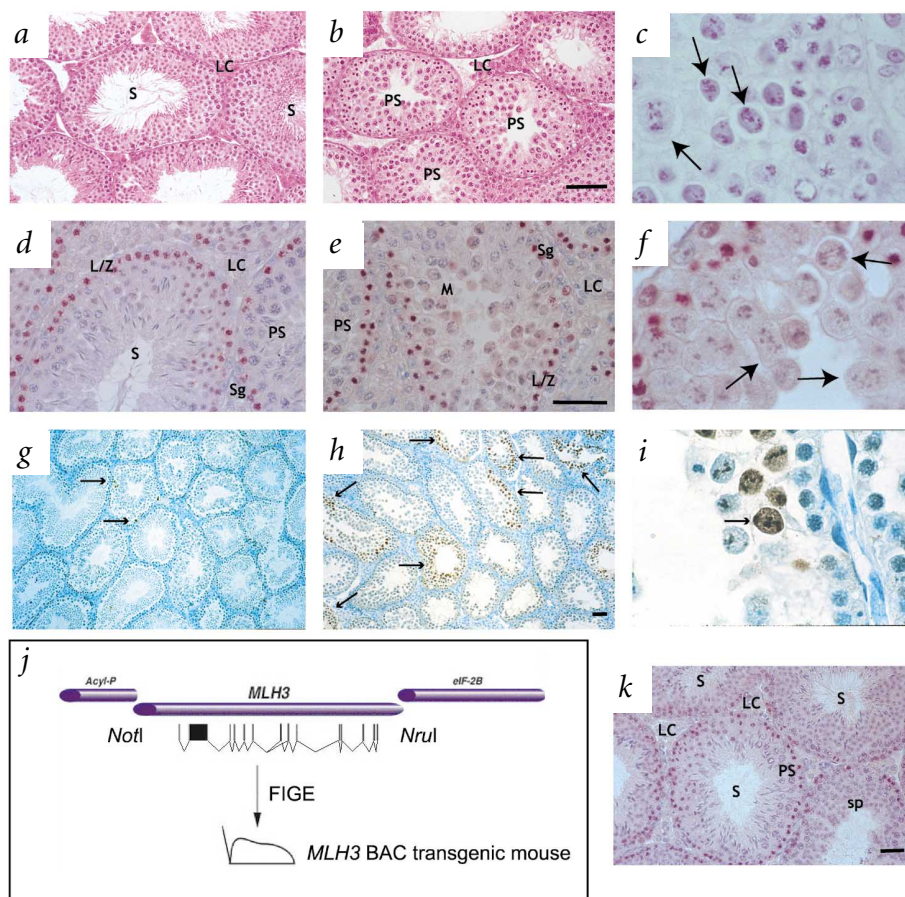 a
b
c
LC
S
S
LC
PS
PS
PS
d
e
f
L/Z
LC
PS
S
Sg
Sg
M
LC
PS
L/Z
g
h
i
j
Acyl-P
MLH3
eIF-2B
NotI
NruI
FIGE
MLH3 BAC transgenic mouse
k
S
S
LC
LC
PS
S
sp